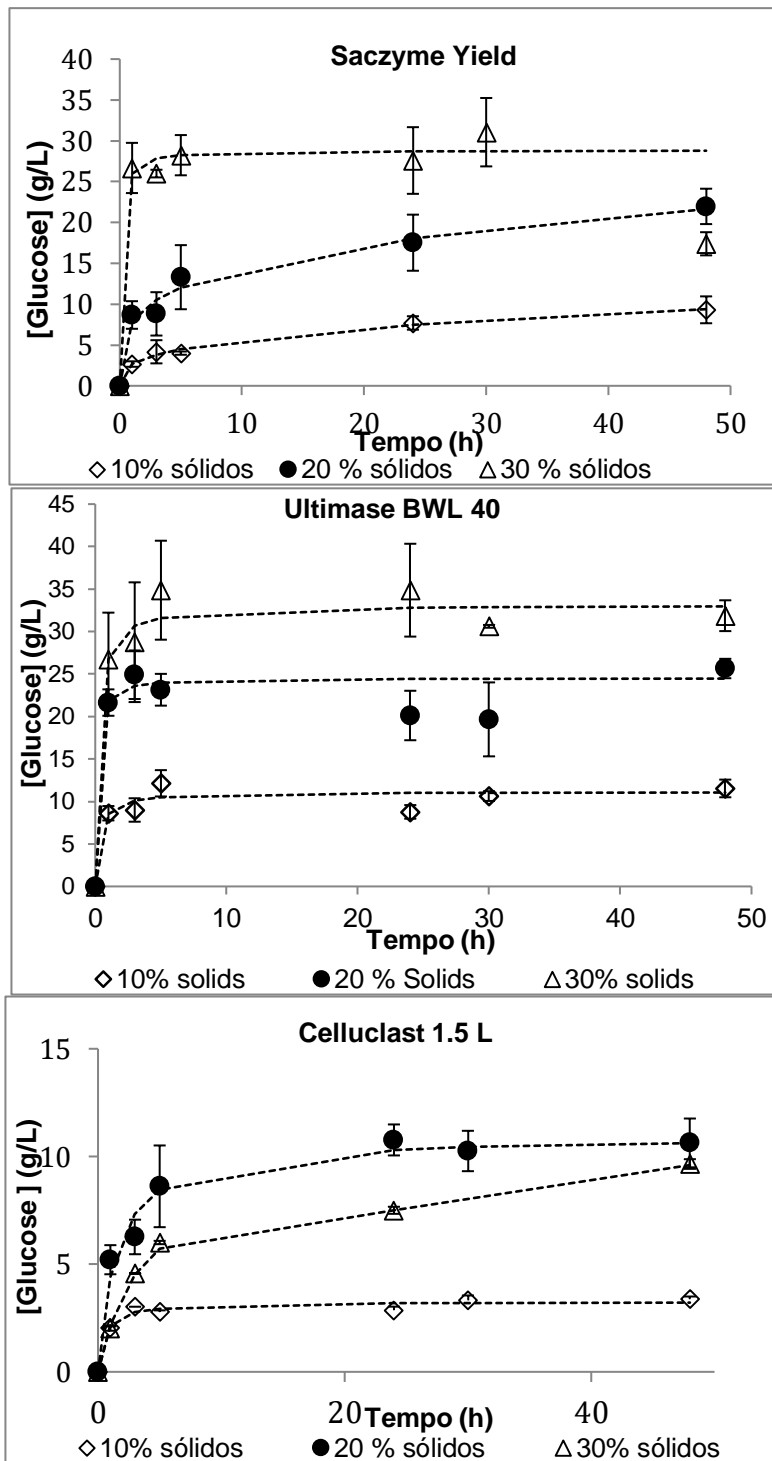 Saczyme Yield
[Glucose] (g/L)
40
35
30
25
20
15
10
5
0
0 10 20 30 40 50
Tempo (h)
10% sólidos 20 % sólidos 30 % sólidos
Ultimase BWL 40
[Glucose] (g/L)
45
40
35
30
25
20
15
10
5
0
0 10 20 30 40 50
Tempo (h)
10% solids 20 % Solids 30% solids
Celluclast 1.5 L
[Glucose ] (g/L)
15
10
5
0
0 20 40
Tempo (h)
10% sólidos 20 % sólidos 30% sólidos